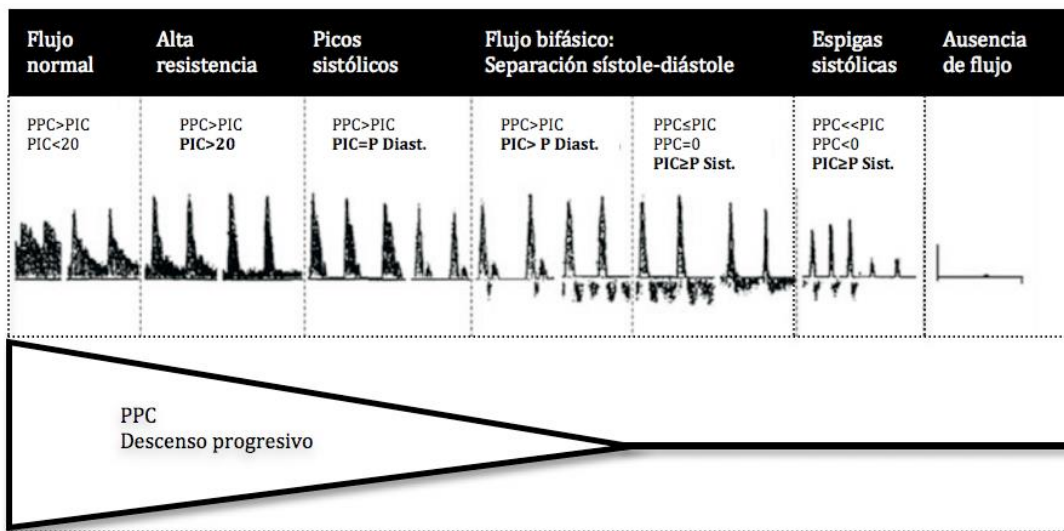 Flujo
normal
Alta
resistencia
Picos
sistólicos
Flujo bifásico:
Separación sístole-diástole
Espigas
sistólicas
Ausencia
de flujo
PPC>PIC
PIC<20
PPC>PIC
PIC>20
PPC>PIC
PIC=P Diast.
PPC>PIC
PIC> P Diast.
PPC≤PIC
PPC=0
PIC≥P Sist.
PPC<<PIC
PPC<0
PIC≥P Sist.
PPC
Descenso progresivo